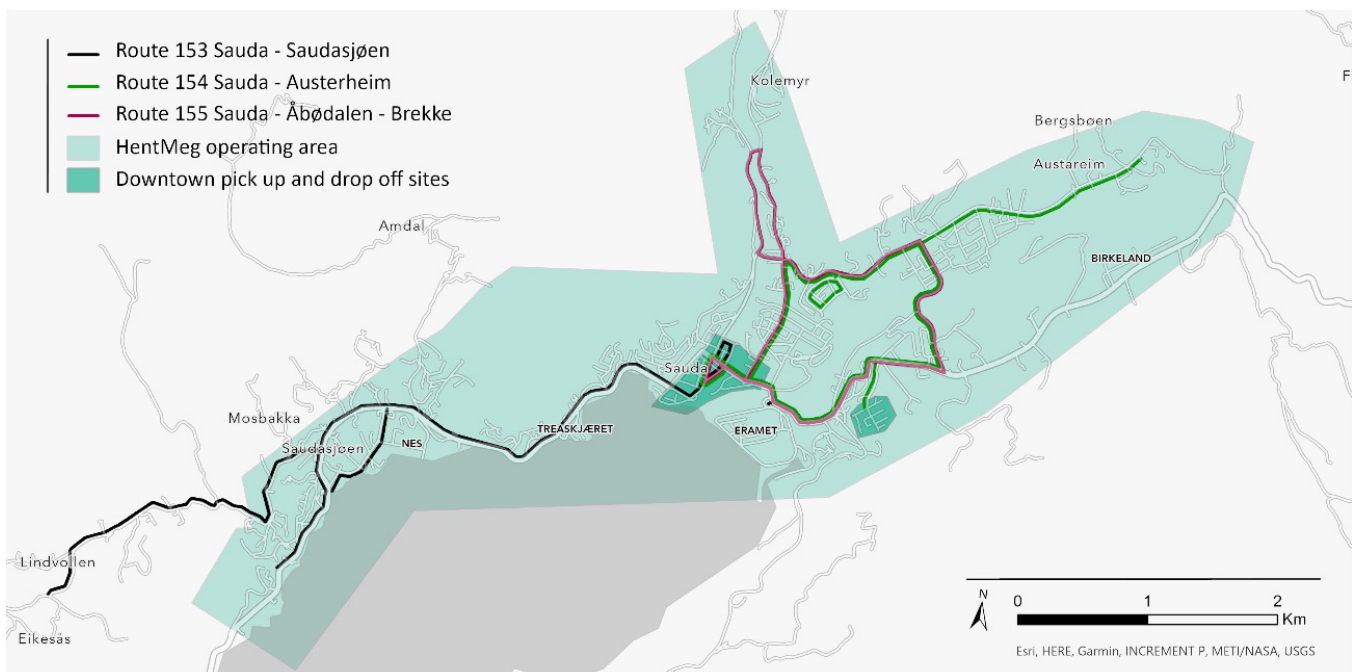 Route 153 Sauda - Saudasjøen
Route 154 Sauda - Austerheim
Route 155 Sauda - Åbødalen - Brekke
HentMeg operating area
Downtown pick up and drop off sites
Kolemyr
F
Bergsbøen
Austareim
Amdal
BIRKELAND
Sauda
Mosbakka
TREASKJÆRET
ERAMET
Saudasjøen
NES
Lindvollen
Eikesäs
N
0 1 2
Km
Esri, HERE, Garmin, INCREMENT P, METI/NASA, USGS